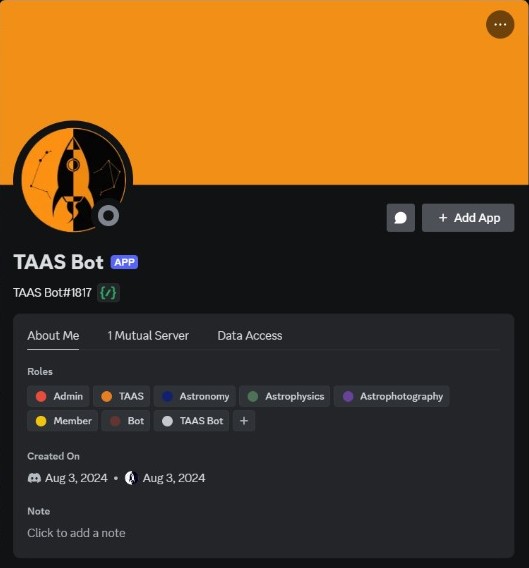 + Add App
TAAS Bot APP
TAAS Bot#1817 {/}
About Me 1 Mutual Server Data Access
Roles
Admin TAAS Astronomy Astrophysics Astrophotography
Member Bot TAAS Bot +
Created On
Aug 3, 2024 • Aug 3, 2024
Note
Click to add a note